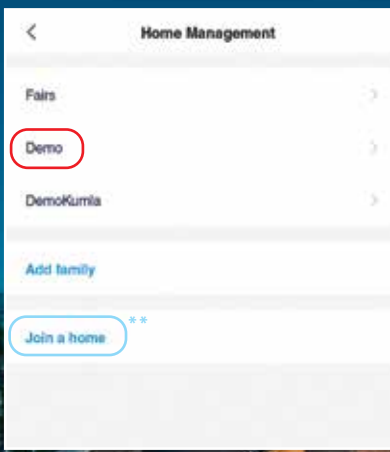 Home Management
Fairs
Demo
DemoKumla
Add family
Join a home **